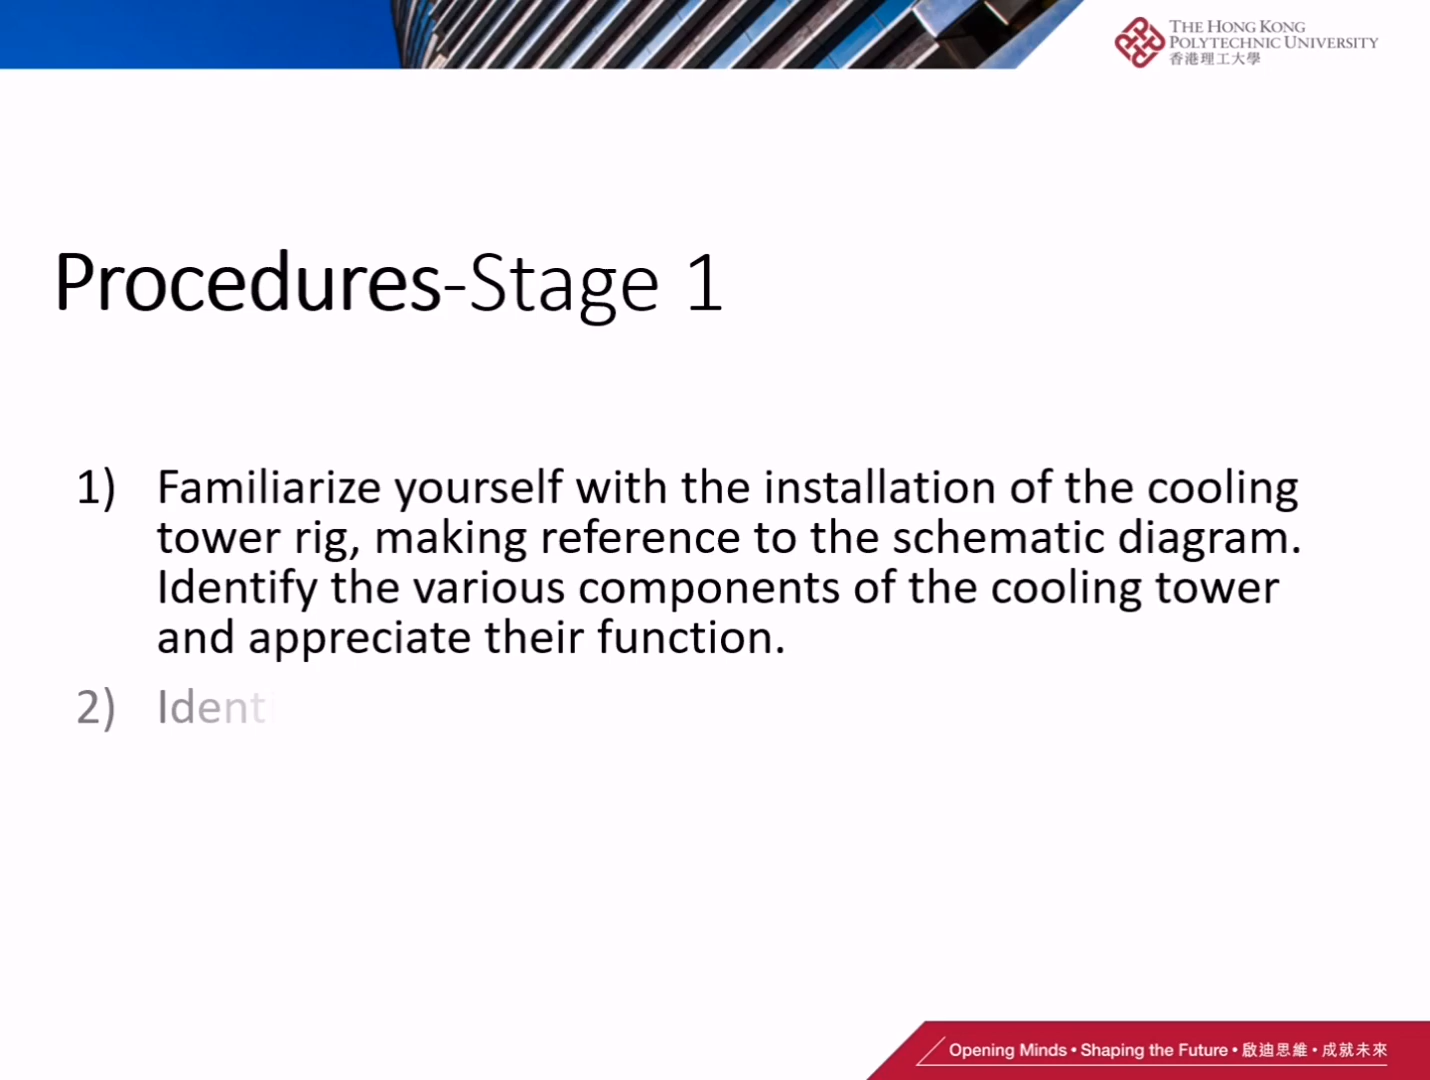 THE HONG KONG
POLYTECHNIC UNIVERSITY
香港理工大學
Procedures-Stage 1
1) Familiarize yourself with the installation of the cooling
tower rig, making reference to the schematic diagram.
Identify the various components of the cooling tower
and appreciate their function.
2) Ident
Opening Minds • Shaping the Future • 啟迪思維 • 成就未來